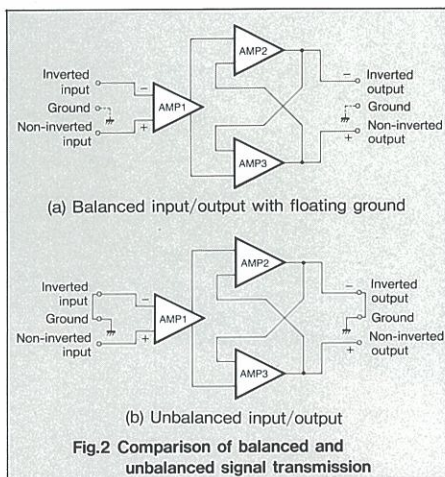 AMP2
Inverted
input
Inverted
output
AMP1
Ground
Ground
Non-inverted
input
Non-inverted
output
AMP3
(a) Balanced input/output with floating ground
AMP2
Inverted
input
Inverted
output
AMP1
Ground
Ground
Non-inverted
input
Non-inverted
output
AMP3
(b) Unbalanced input/output
Fig.2 Comparison of balanced and
unbalanced signal transmission